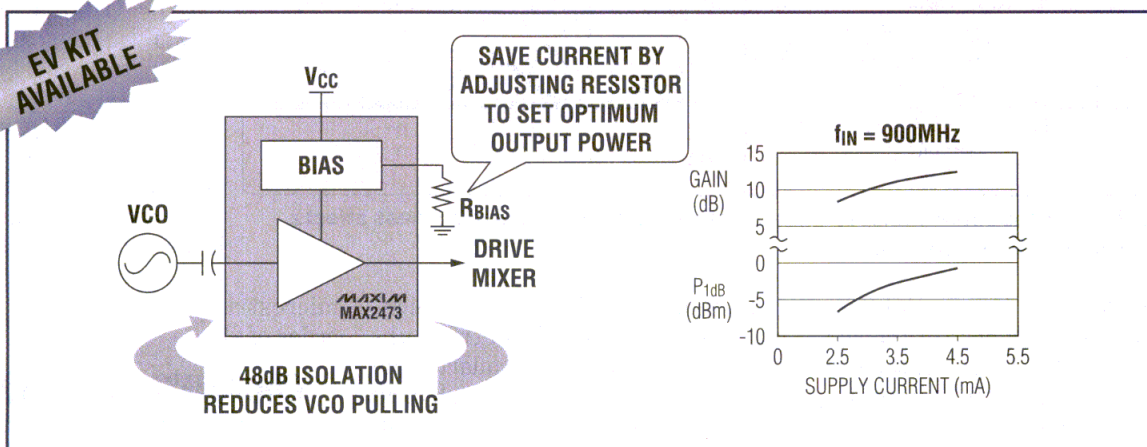 EV KIT
AVAILABLE
VCC
SAVE CURRENT BY
ADJUSTING RESISTOR
TO SET OPTIMUM
OUTPUT POWER
BIAS
RBIAS
VCO
DRIVE
MIXER
MAXIM
MAX2473
48dB ISOLATION
REDUCES VCO PULLING
fIN = 900MHz
GAIN
(dB)
15
10
5
P1dB
(dBm)
0
-5
-10
0 2.5 3.5 4.5 5.5
SUPPLY CURRENT (mA)